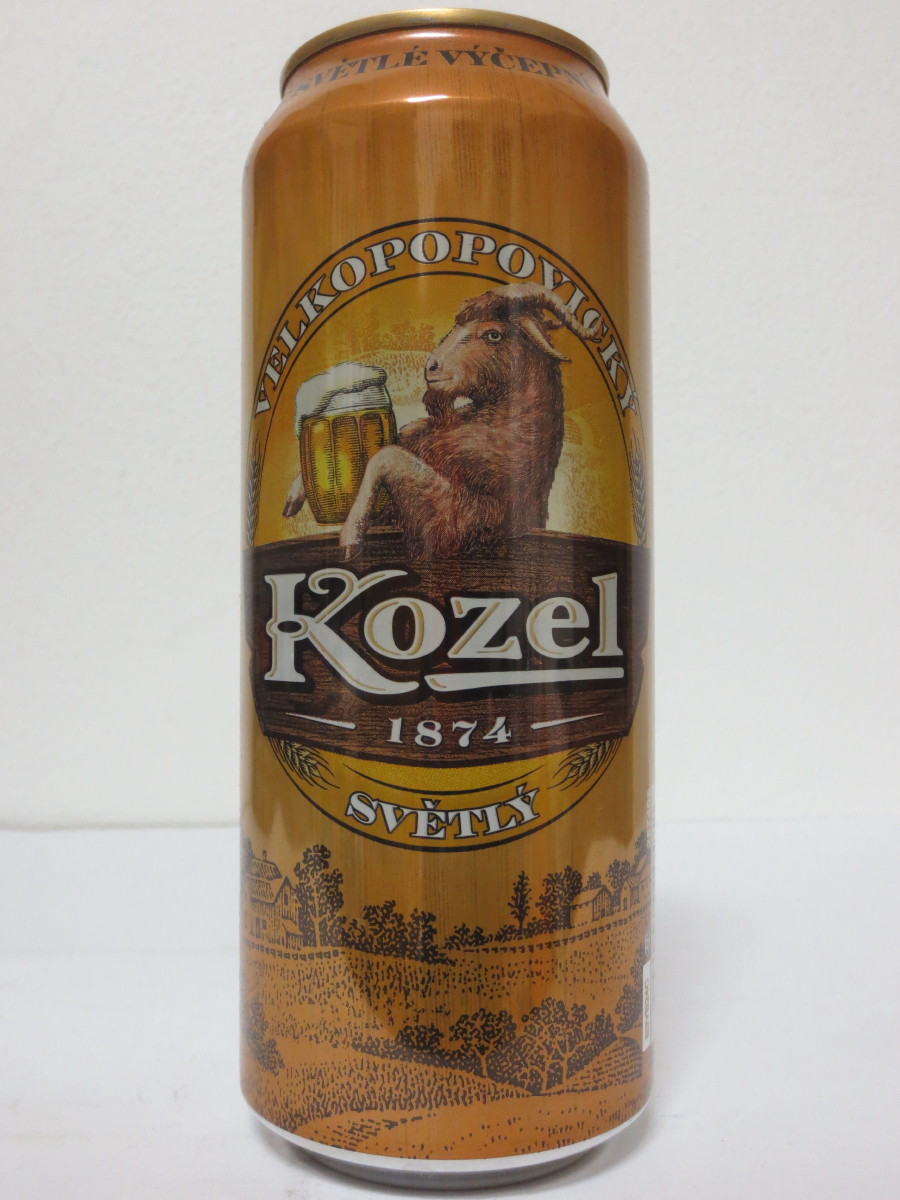 SVĚTLÉ VÝČEPNÍ
VELKOPOPOVICKÝ
Kozel
1874
SVĚTLÝ